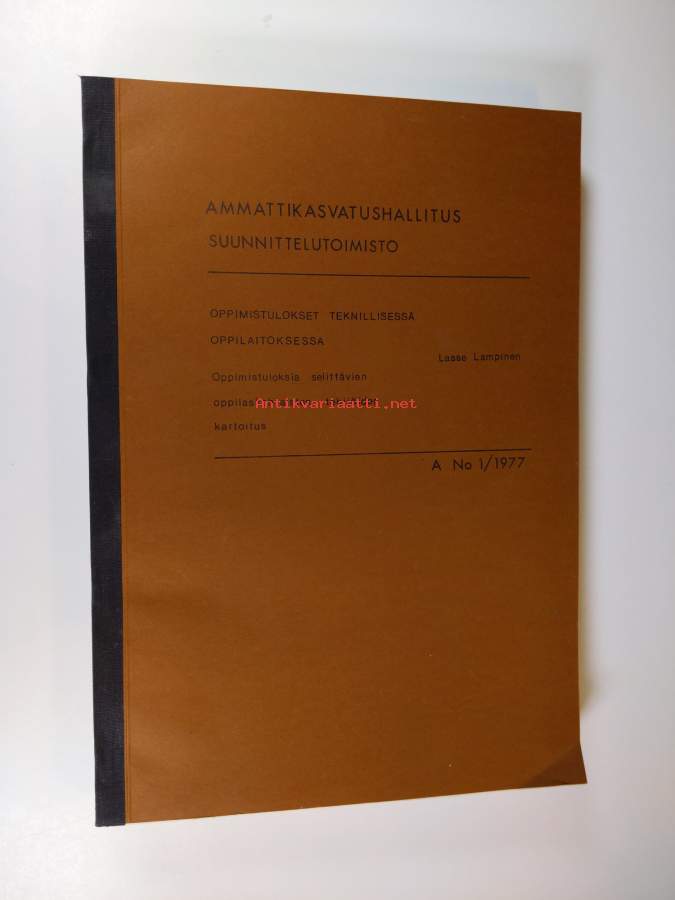 AMMATTIKASVATUSHALLITUS
SUUNNITTELUTOIMISTO
OPPIMISTULOKSET TEKNILLISESSÄ
OPPILAITOKSESSA
Lasse Lampinen
Oppimistuloksia selittävien
Antikvariaatti.net
kartoitus
A No 1/1977